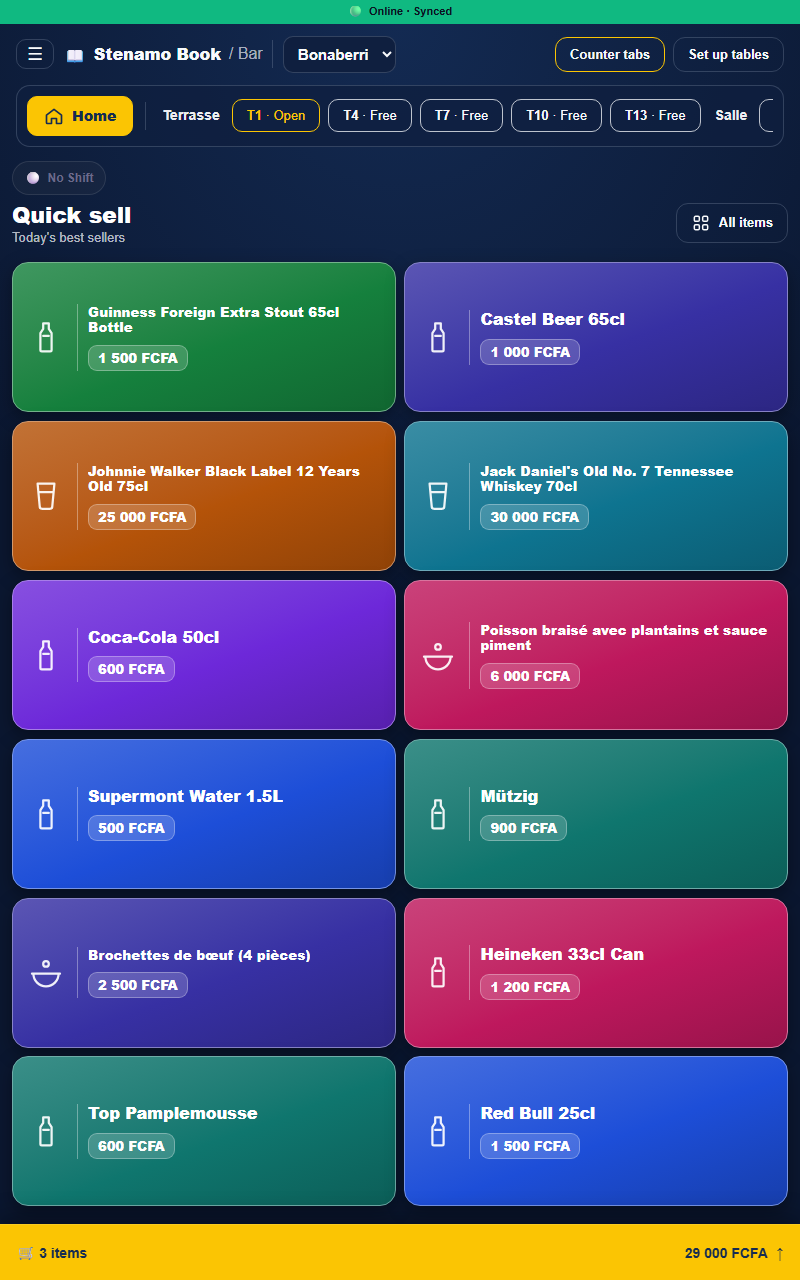 Online · Synced
Stenamo Book / Bar
Bonaberri
Counter tabs
Set up tables
Home
Terrasse
T1 · Open
T4 · Free
T7 · Free
T10 · Free
T13 · Free
Salle
No Shift
Quick sell
Today's best sellers
All items
Guinness Foreign Extra Stout 65cl
Bottle
1 500 FCFA
Castel Beer 65cl
1 000 FCFA
Johnnie Walker Black Label 12 Years
Old 75cl
25 000 FCFA
Jack Daniel's Old No. 7 Tennessee
Whiskey 70cl
30 000 FCFA
Coca-Cola 50cl
600 FCFA
Poisson braisé avec plantains et sauce
piment
6 000 FCFA
Supermont Water 1.5L
500 FCFA
Mützig
900 FCFA
Brochettes de bœuf (4 pièces)
2 500 FCFA
Heineken 33cl Can
1 200 FCFA
Top Pamplemousse
600 FCFA
Red Bull 25cl
1 500 FCFA
3 items
29 000 FCFA ↑